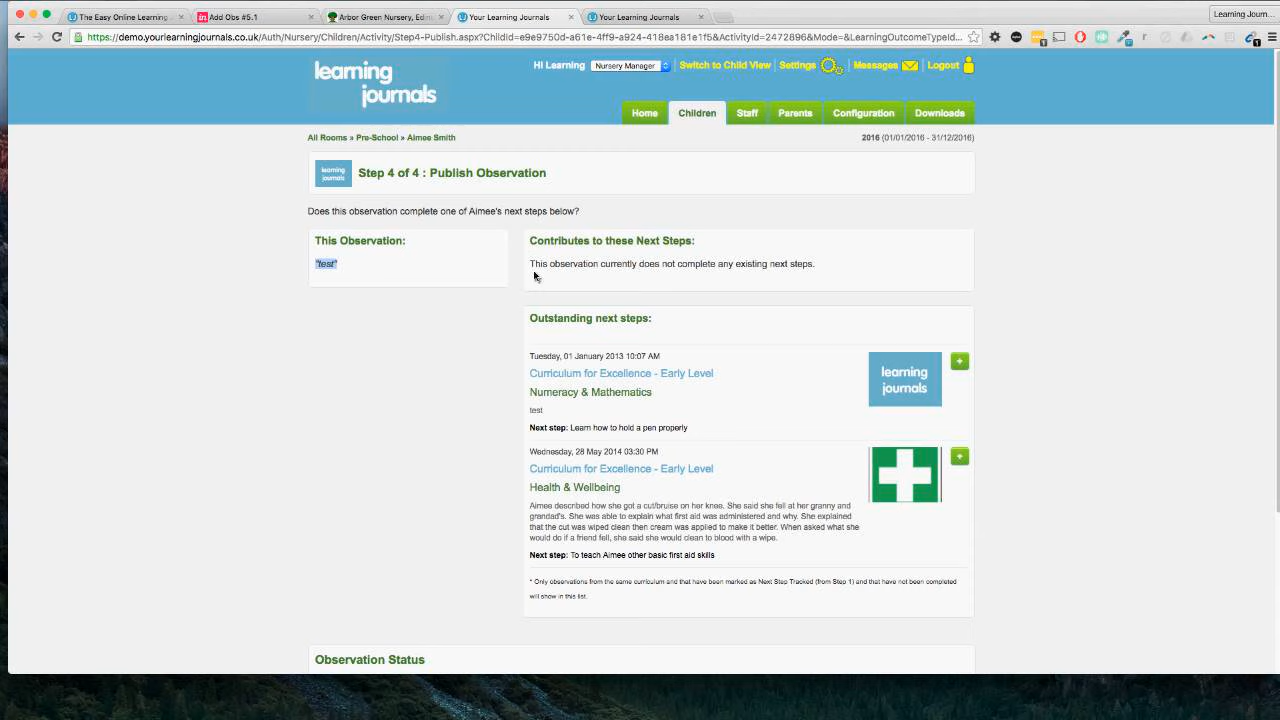 The Easy Online Learning
Add Obs #5.1
Arbor Green Nursery, Edin
Your Learning Journals
Your Learning Journals
Learning Journ...
https://demo.yourlearningjournals.co.uk/Auth/Nursery/Children/Activity/Step4-Publish.aspx?ChildId=e9e9750d-a61e-4ff9-a924-418ea181e1f5&ActivityId=2472896&Mode=&LearningOutcomeTypeId...
learning
journals
Hi Learning
Nursery Manager
Switch to Child View
Settings
Messages
Logout
Home
Children
Staff
Parents
Configuration
Downloads
All Rooms » Pre-School » Aimee Smith
2016 (01/01/2016 - 31/12/2016)
learning
journals
Step 4 of 4 : Publish Observation
Does this observation complete one of Aimee's next steps below?
This Observation:
"test"
Contributes to these Next Steps:
This observation currently does not complete any existing next steps.
Outstanding next steps:
Tuesday, 01 January 2013 10:07 AM
Curriculum for Excellence - Early Level
Numeracy & Mathematics
test
Next step: Learn how to hold a pen properly
learning
journals
+
Wednesday, 28 May 2014 03:30 PM
Curriculum for Excellence - Early Level
Health & Wellbeing
Aimee described how she got a cut/bruise on her knee. She said she fell at her granny and
grandad's. She was able to explain what first aid was administered and why. She explained
that the cut was wiped clean then cream was applied to make it better. When asked what she
would do if a friend fell, she said she would clean to blood with a wipe.
Next step: To teach Aimee other basic first aid skills
+
* Only observations from the same curriculum and that have been marked as Next Step Tracked (from Step 1) and that have not been completed
will show in this list.
Observation Status